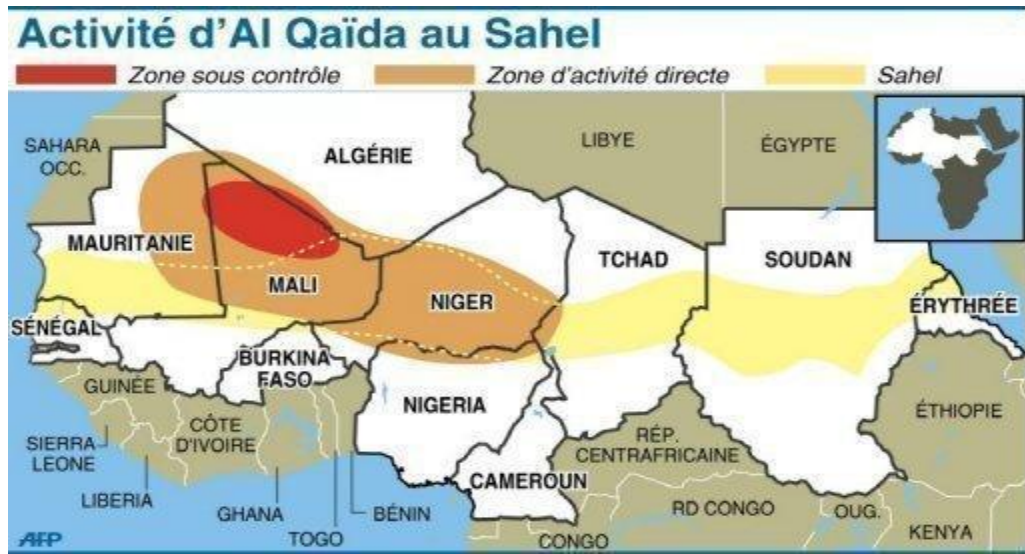 Activité d'Al Qaïda au Sahel
Zone sous contrôle
Zone d'activité directe
Sahel
SAHARA
OCC.
ALGÉRIE
LIBYE
ÉGYPTE
MAURITANIE
MALI
NIGER
TCHAD
SOUDAN
ÉRYTHRÉE
SÉNÉGAL
BURKINA
FASO
GUINÉE
CÔTE
D'IVOIRE
NIGERIA
ÉTHIOPIE
SIERRA
LEONE
RÉP.
CENTRAFRICAINE
CAMEROUN
LIBERIA
GHANA
BÉNIN
RD CONGO
OUG.
TOGO
CONGO
KENYA
AFP